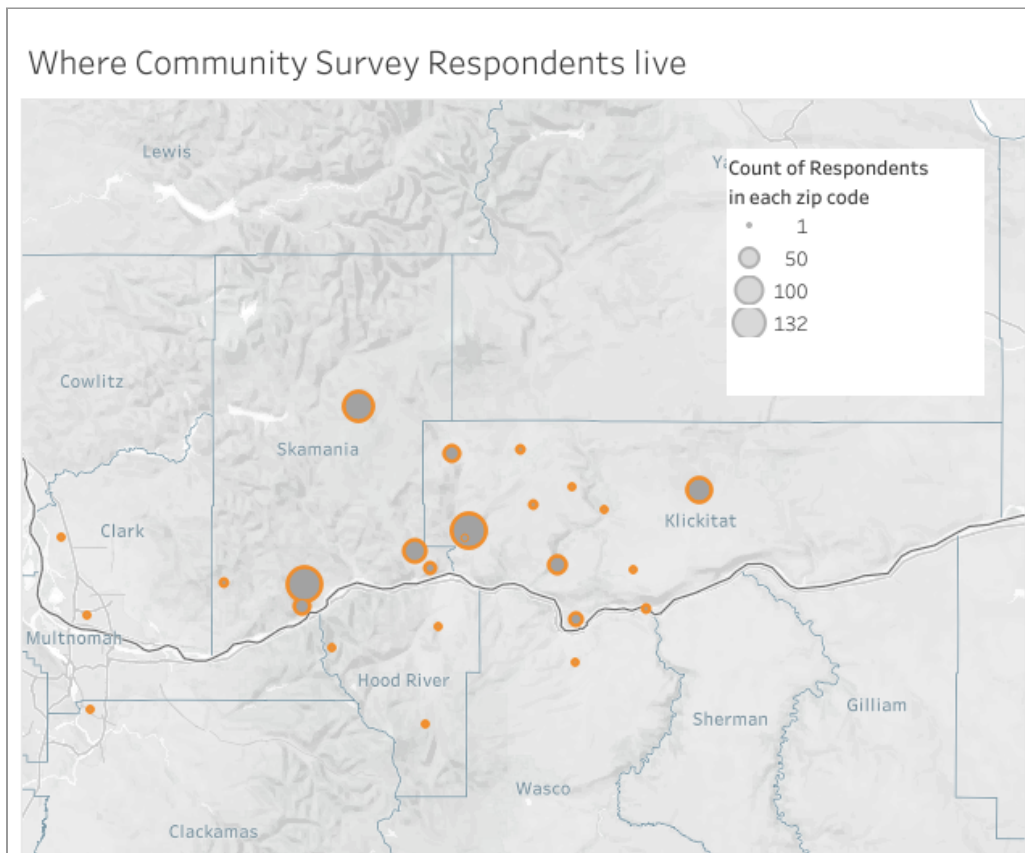 Where Community Survey Respondents live
Lewis
Ya
Count of Respondents
in each zip code
1
50
100
132
Cowlitz
Skamania
Klickitat
Clark
Multnomah
Hood River
Sherman
Gilliam
Wasco
Clackamas